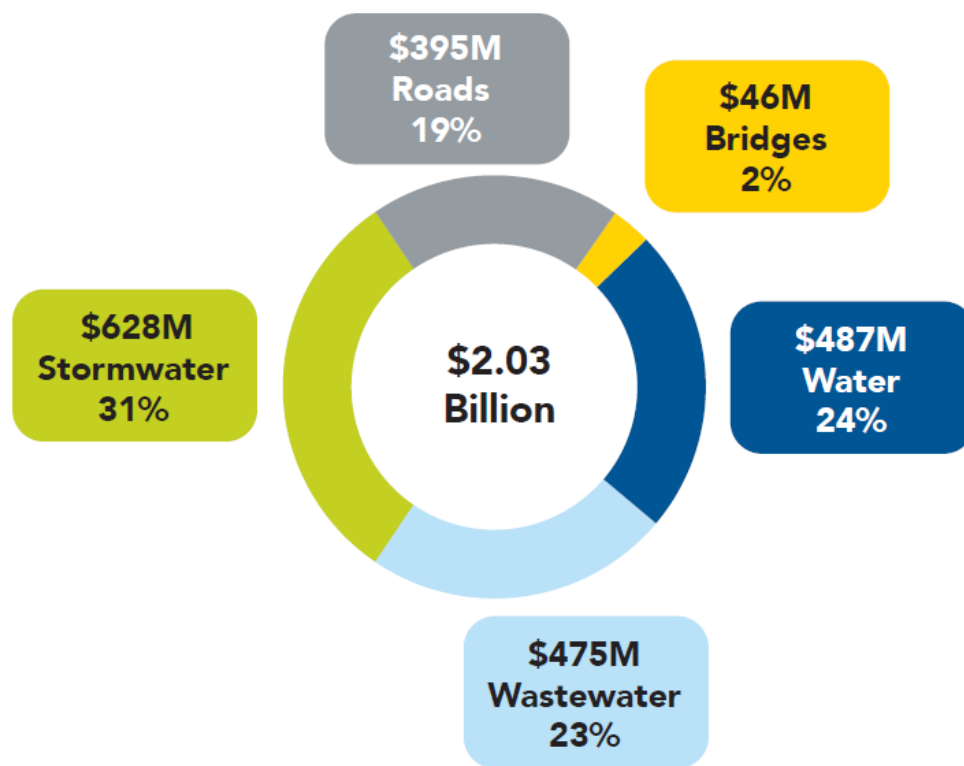 $395M
Roads
19%
$46M
Bridges
2%
$628M
Stormwater
31%
$2.03
Billion
$487M
Water
24%
$475M
Wastewater
23%